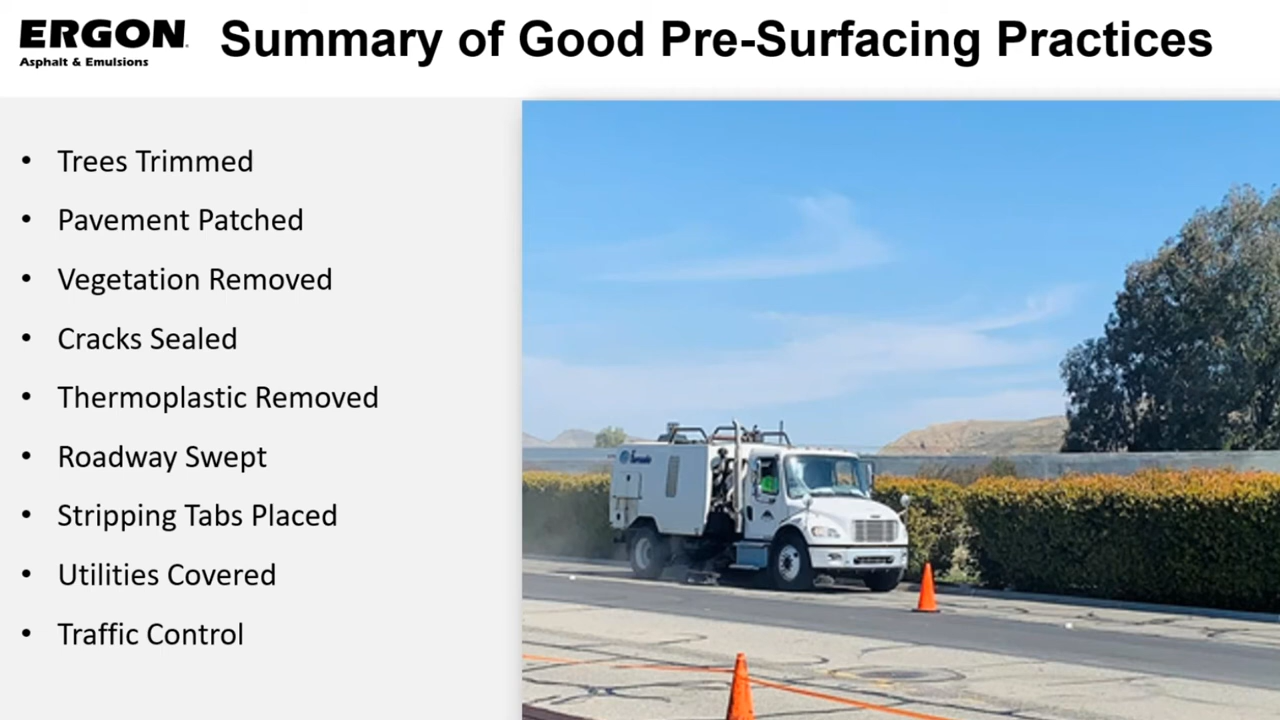 ERGON
Asphalt & Emulsions
Summary of Good Pre-Surfacing Practices
• Trees Trimmed
• Pavement Patched
• Vegetation Removed
• Cracks Sealed
• Thermoplastic Removed
• Roadway Swept
• Stripping Tabs Placed
• Utilities Covered
• Traffic Control